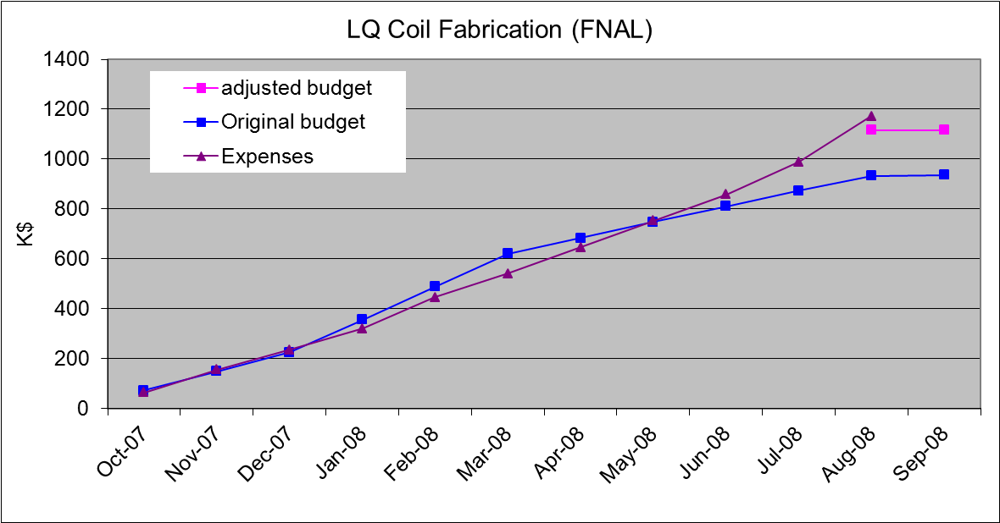 LQ Coil Fabrication (FNAL)
1400
1200
1000
800
600
400
200
0
K$
adjusted budget
Original budget
Expenses
Oct-07
Nov-07
Dec-07
Jan-08
Feb-08
Mar-08
Apr-08
May-08
Jun-08
Jul-08
Aug-08
Sep-08